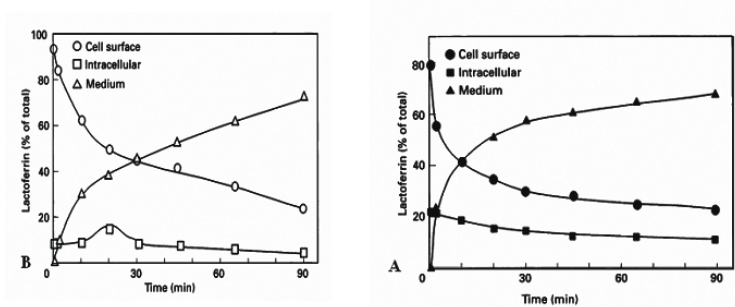 100
80
60
40
20
0
Lactoferrin (% of total)
Cell surface
Intracellular
Medium
B
0
30
60
90
Time (min)
80
60
40
20
0
Lactoferrin (% of total)
Cell surface
Intracellular
Medium
A
0
30
60
90
Time (min)